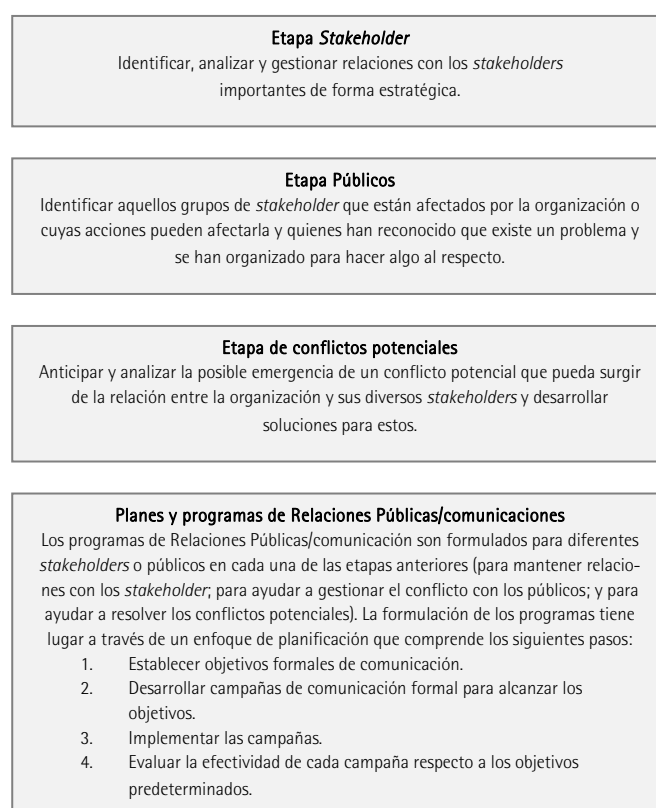 Etapa Stakeholder
Identificar, analizar y gestionar relaciones con los stakeholders
importantes de forma estratégica.
Etapa Públicos
Identificar aquellos grupos de stakeholder que están afectados por la organización o
cuyas acciones pueden afectarla y quienes han reconocido que existe un problema y
se han organizado para hacer algo al respecto.
Etapa de conflictos potenciales
Anticipar y analizar la posible emergencia de un conflicto potencial que pueda surgir
de la relación entre la organización y sus diversos stakeholders y desarrollar
soluciones para estos.
Planes y programas de Relaciones Públicas/comunicaciones
Los programas de Relaciones Públicas/comunicación son formulados para diferentes
stakeholders o públicos en cada una de las etapas anteriores (para mantener relacio-
nes con los stakeholder; para ayudar a gestionar el conflicto con los públicos; y para
ayudar a resolver los conflictos potenciales). La formulación de los programas tiene
lugar a través de un enfoque de planificación que comprende los siguientes pasos:
1. Establecer objetivos formales de comunicación.
2. Desarrollar campañas de comunicación formal para alcanzar los
objetivos.
3. Implementar las campañas.
4. Evaluar la efectividad de cada campaña respecto a los objetivos
predeterminados.